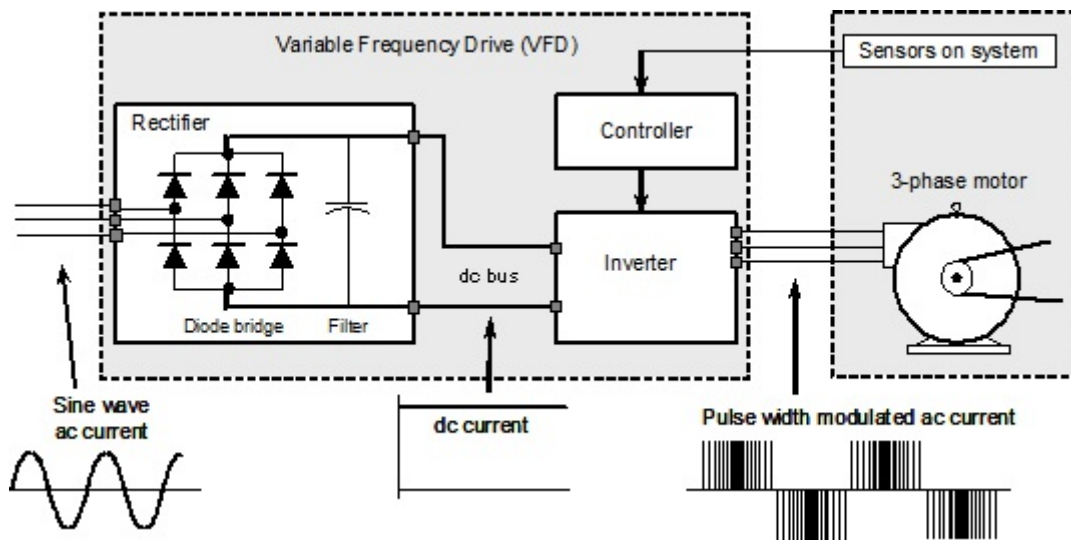 Variable Frequency Drive (VFD)
Sensors on system
Rectifier
Controller
3-phase motor
Inverter
dc bus
Diode bridge
Filter
Sine wave
ac current
dc current
Pulse width modulated ac current